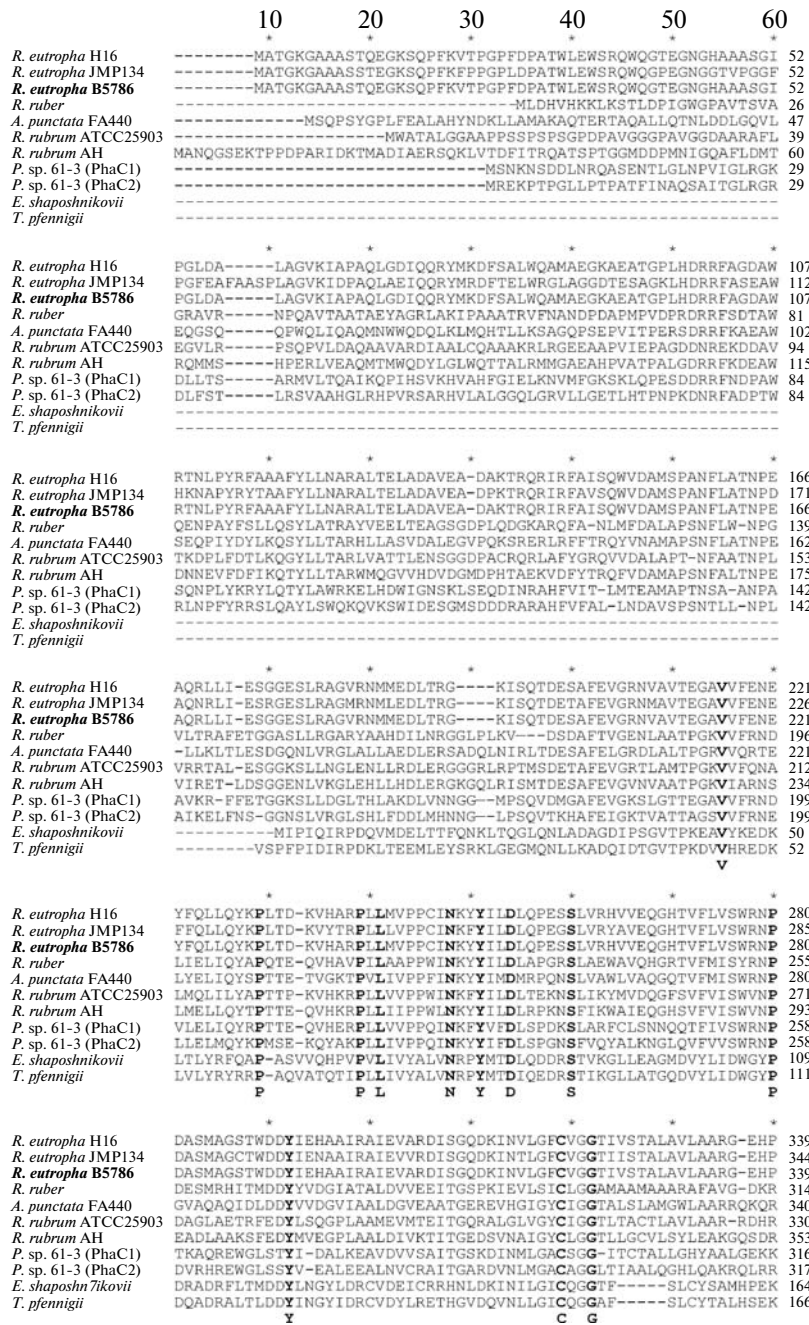 10 20 30 40 50 60
* * * * * *
R. eutropha H16 --------MATGKGAAASTQEGKSQPFKVTPGPFDPATWLEWSRQWQGTEGNGHAAASGI 52
R. eutropha JMP134 --------MATGKGAAASSTEGKSQPFKFPPGPLDPATWLEWSRQWQGPEGNGGTVPGGF 52
R. eutropha B5786 --------MATGKGAAASTQEGKSQPFKVTPGPFDPATWLEWSRQWQGTEGNGHAAASGI 52
R. ruber ----------------------------------MLDHVHKKLKSTLDPIGWGPAVTSVA 26
A. punctata FA440 -------------MSQPSYGPLFEALAHYNDKLLAMAKAQTERTAQALLQTNLDDLGQVL 47
R. rubrum ATCC25903 ---------------------MWATALGGAAPPSSPSPSGPDPAVGGGPAVGGDAARAFL 39
R. rubrum AH MANQGSEKTPPDPARIDKTMADIAERSQKLVTDFITRQATSPTGGMDDPMNIGQAFLDMT 60
P. sp. 61-3 (PhaC1) -------------------------------MSNKNSDDLNRQASENTLGLNPVIGLRGK 29
P. sp. 61-3 (PhaC2) -------------------------------MREKPTPGLLPTPATFINAQSAITGLRGR 29
E. shaposhnikovii ------------------------------------------------------------
T. pfennigii ------------------------------------------------------------
* * * * * *
R. eutropha H16 PGLDA-----LAGVKIAPAQLGDIQQRYMKDFSALWQAMAEGKAEATGPLHDRRFAGDAW 107
R. eutropha JMP134 PGFEAFAASPLAGVKIDPAQLAEIQQRYMRDFTELWRGLAGGDTESAGKLHDRRFASEAW 112
R. eutropha B5786 PGLDA-----LAGVKIAPAQLGDIQQRYMKDFSALWQAMAEGKAEATGPLHDRRFAGDAW 107
R. ruber GRAVR-----NPQAVTAATAEYAGRLAKIPAAATRVFNANDPDAPMPVDPRDRRFSDTAW 81
A. punctata FA440 EQGSQ-----QPWQLIQAQMNWWQDQLKLMQHTLLKSAGQPSEPVITPERSDRRFKAEAW 102
R. rubrum ATCC25903 EGVLR-----PSQPVLDAQAAVARDIAALCQAAAKRLRGEEAAPVIEPAGDDNREKDDAV 94
R. rubrum AH RQMMS-----HPERLVEAQMTMWQDYLGLWQTTALRMMGAEAHPVATPALGDRRFKDEAW 115
P. sp. 61-3 (PhaC1) DLLTS-----ARMVLTQAIKQPIHSVKHVAHFGIELKNVMFGKSKLQPESDDRRFNDPAW 84
P. sp. 61-3 (PhaC2) DLFST-----LRSVAAHGLRHPVRSARHVLALGGQLGRVLLGETLHTPNPKDNRFADPTW 84
E. shaposhnikovii ------------------------------------------------------------
T. pfennigii ------------------------------------------------------------
* * * * * *
R. eutropha H16 RTNLPYRFAAAFYLLNARALTELADAVEA-DAKTRQRIRFAISQWVDAMSPANFLATNPE 166
R. eutropha JMP134 HKNAPYRYTAAFYLLNARALTELADAVEA-DPKTRQRIRFAVSQWVDAMSPANFLATNPD 171
R. eutropha B5786 RTNLPYRFAAAFYLLNARALTELADAVEA-DAKTRQRIRFAISQWVDAMSPANFLATNPE 166
R. ruber QENPAYFSLLQSYLATRAYVEELTEAGSGDPLQDGKARQFA-NLMFDALAPSNFLW-NPG 139
A. punctata FA440 SEQPIYDYLKQSYLLTARHLLASVDALEGVPQKSRERLRFFTRQYVNAMAPSNFLATNPE 162
R. rubrum ATCC25903 TKDPLFDTLKQGYLLTARLVATTLENSGGDPACRQRLAFYGRQVVDALAPT-NFAATNPL 153
R. rubrum AH DNNEVFDFIKQTYLLTARWMQGVVHDVDGMDPHTAEKVDFYTRQFVDAMAPSNFALTNPE 175
P. sp. 61-3 (PhaC1) SQNPLYKRYLQTYLAWRKELHDWIGNSKLSEQDINRAHFVIT-LMTEAMAPTNSA-ANPA 142
P. sp. 61-3 (PhaC2) RLNPFYRRSLQAYLSWQKQVKSWIDESGMSDDDRARAHFVFAL-LNDAVSPSNTLL-NPL 142
E. shaposhnikovii ------------------------------------------------------------
T. pfennigii ------------------------------------------------------------
* * * * * *
R. eutropha H16 AQRLLI-ESGGESLRAGVRNMMEDLTRG----KISQTDESAFEVGRNVAVTEGAVVFENE 221
R. eutropha JMP134 AQRLLI-ESRGESLRAGMRNMLEDLTRG----KISQTDESAFEVGRNMAVTEGAVVFENE 226
R. eutropha B5786 AQNRLI-ESGGESLRAGVRNMMEDLTRG----KISQTDESAFEVGRNVAVTEGAVVFENE 221
R. ruber VLTRAFETGGASLLRGARYAAHDILNRGGLPLKV---DSDAFTVGENLAATPGKVVFRND 196
A. punctata FA440 -LLKLTLESDGQNLVRGLALLAEDLERSADQLNIRLTDESAFELGRDLALTPGRVVQRTE 221
R. rubrum ATCC25903 VRRTAL-ESGGKSLLNGLENLLRDLERGGGRLRPTMSDETAFEVGRTLAMTPGKVVFQNA 212
R. rubrum AH VIRET-LDSGGENLVKGLEHLLHDLERGKGQLRISMTDESAFEVGVNVAATPGKVIARNS 234
P. sp. 61-3 (PhaC1) AVKR-FFETGGKSLLDGLTHLAKDLVNNGG--MPSQVDMGAFEVGKSLGTTEGAVVFRND 199
P. sp. 61-3 (PhaC2) AIKELFNS-GGNSLVRGLSHLFDDLMHNNG--LPSQVTKHAFEIGKTVATTAGSVVFRNE 199
E. shaposhnikovii ----------MIPIQIRPDQVMDELTTFQNKLTQGLQNLADAGDIPSGVTPKEAVYKEDK 50
T. pfennigii --------VSPFPIDIRPDKLTEEMLEYSRKLGEGMQNLLKADQIDTGVTPKDVVHREDK 52
V
* * * * * *
R. eutropha H16 YFQLLQYKPLTD-KVHARPLLMVPPCINKYYILDLQPESSLVRHVVEQGHTVFLVSWRNP 280
R. eutropha JMP134 FFQLLQYKPLTD-KVYTRPLLLVPPCINKFYILDLQPEGSLVRYAVEQGHTVFLVSWRNP 285
R. eutropha B5786 YFQLLQYKPLTD-KVHARPLLMVPPCINKYYILDLQPESSLVRHVVEQGHTVFLVSWRNP 280
R. ruber LIELIQYAPQTE-QVHAVPILAAPPWINKYYILDLAPGRSLAEWAVQHGRTVFMISYRNP 255
A. punctata FA440 LYELIQYSPTTE-TVGKTPVLIVPPFINKYYIMDMRPQNSLVAWLVAQGQTVFMISWRNP 280
R. rubrum ATCC25903 LMQLILYAPTTP-KVHKRPLLVVPPWINKFYILDLTEKNSLIKYMVDQGFSVFVISWVNP 271
R. rubrum AH LMELLQYTPTTD-KVHARPLLIIPPWINKFYILDLKPSNSFIKWAIEQGHSVFVISWVNP 293
P. sp. 61-3 (PhaC1) VLELIQYRPTTE-QVHERPLLVVPPQINKFYVFDLSPDKSLARFCLSNNQQTFIVSWRNP 258
P. sp. 61-3 (PhaC2) LLELMQYKPMSE-KQYAKPLLVVPPQINKYYIFDLSPGNSFVQYALKNGLQVFVVSWRNP 258
E. shaposhnikovii LTLYRFQAP-ASVVQHPVPVLIVYALVNRPYMTDLQDDRSTVKGLLEAGMDVYLIDWGYP 109
T. pfennigii LVLYRYRRP-AQVATQTIPLLIVYALVNRPYMTDIQEDRSTIKGLLATGQDVYLIDWGYP 111
P P L N Y D S P
* * * * * *
R. eutropha H16 DASMAGSTWDDYIEHAAIRAIEVARDISGQDKINVLGFCVGGTIVSTALAVLAARG-EHP 339
R. eutropha JMP134 DASMAGCTWDDYIEHAAIRAIEVARDISGQDKINTLGFCVGGTIVSTALAVLAARG-EHP 344
R. eutropha B5786 DASMAGSTWDDYIEHAAIRAIEVARDISGQDKINVLGFCVGGTIVSTALAVLAARG-EHP 339
R. ruber DESMRHITMDDYYVDGIATALDVVEEITGSPKIEVLSICLGGAMAAMAAARAFAVG-DKR 314
A. punctata FA440 GVAQAQIDLDDYVVDGVIAALDGVEAATGEREVHGIGYCIGGTALSLAMGWLAARRQKQR 340
R. rubrum ATCC25903 DAGLAETRFEDYLSQGPLAAMEVMTEITGQRALGLVGYCIGGTLTACTLAVLAAR-RDHR 330
R. rubrum AH EADLAAKSFEDYMVEGPLAALDIVKTITGEDSVNAIGYCIGGTLLGCVLSYLEAKGQSDR 353
P. sp. 61-3 (PhaC1) TKAQREWGLSTYI-DALKEAVDVVSAITGSKDINMLGACSGG-ITCTALLGHYAALGEKK 316
P. sp. 61-3 (PhaC2) DVRHREWGLSSYV-EALEEALNVCRAITGARDVNLMGACAGGLTIAALQGHLQAKRQLRR 317
E. shaposhn7ikovii DRADRFLTMDDYLNGYLDRCVDEICRRHNLDKINILGICQGGTF-----SLCYSAMHPEK 164
T. pfennigii DQADRALTLDDYINGYIDRCVDYLRETHGVDQVNLLGICQGGAF-----SLCYTALHSEK 166
Y C G